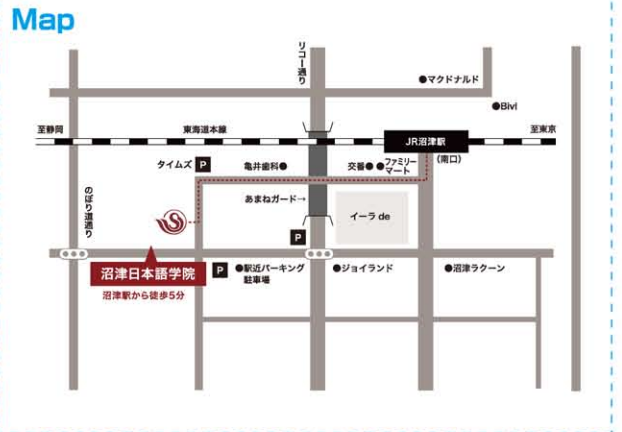 Map
リコー通り
●マクドナルド
●Bivi
至静岡
東海道本線
JR沼津駅
至東京
(南口)
タイムズ P
亀井歯科●
交番●
●ファミリー
マート
のぼり道通り
あまねガード→
イーラ de
P
沼津日本語学院
沼津駅から徒歩5分
P
●駅近パーキング
駐車場
●ジョイランド
●沼津ラクーン